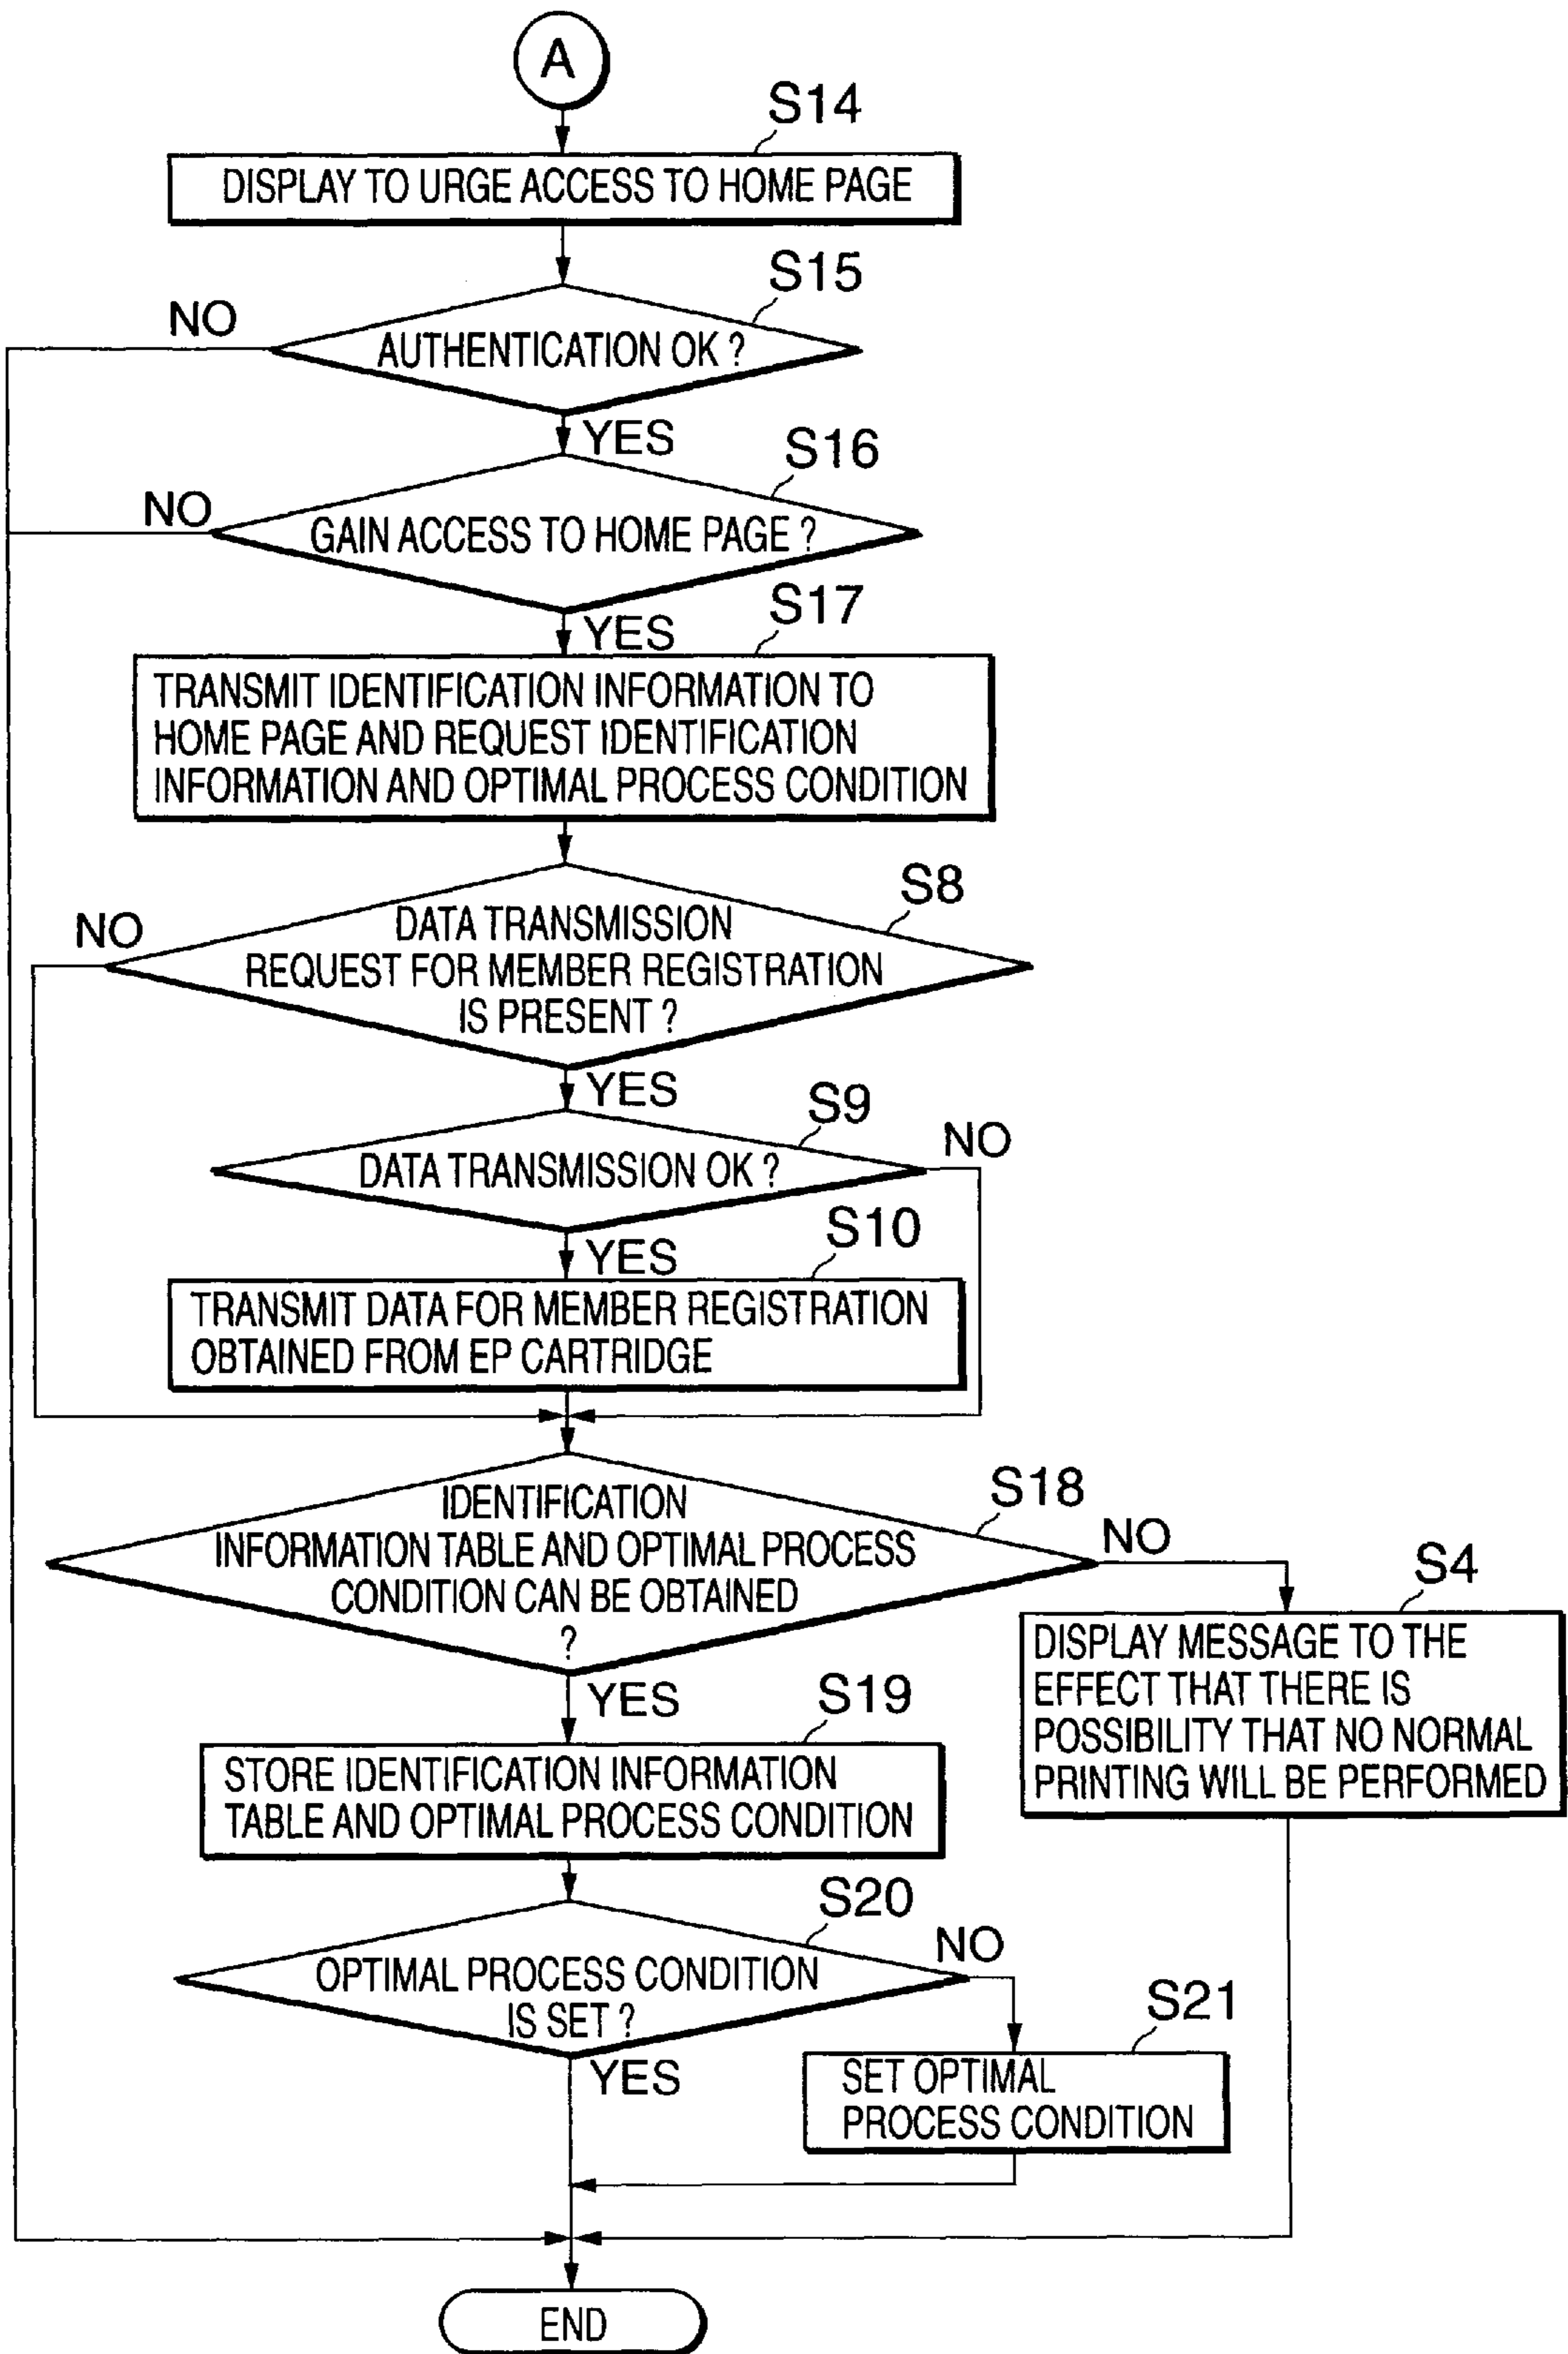 A
S14
DISPLAY TO URGE ACCESS TO HOME PAGE
S15
NO
AUTHENTICATION OK ?
YES
S16
NO
GAIN ACCESS TO HOME PAGE ?
S17
YES
TRANSMIT IDENTIFICATION INFORMATION TO
HOME PAGE AND REQUEST IDENTIFICATION
INFORMATION AND OPTIMAL PROCESS CONDITION
S8
NO
DATA TRANSMISSION
REQUEST FOR MEMBER REGISTRATION
IS PRESENT ?
YES
S9
NO
DATA TRANSMISSION OK ?
S10
YES
TRANSMIT DATA FOR MEMBER REGISTRATION
OBTAINED FROM EP CARTRIDGE
S18
IDENTIFICATION
INFORMATION TABLE AND OPTIMAL PROCESS
CONDITION CAN BE OBTAINED
?
NO
S4
DISPLAY MESSAGE TO THE
EFFECT THAT THERE IS
POSSIBILITY THAT NO NORMAL
PRINTING WILL BE PERFORMED
YES
S19
STORE IDENTIFICATION INFORMATION
TABLE AND OPTIMAL PROCESS CONDITION
S20
NO
OPTIMAL PROCESS CONDITION
IS SET ?
S21
YES
SET OPTIMAL
PROCESS CONDITION
END